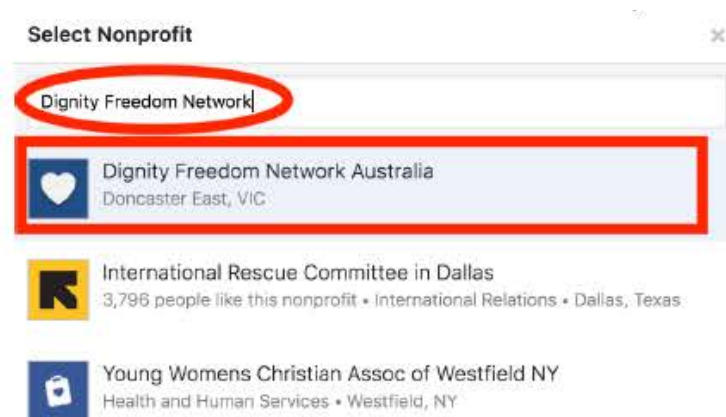 Select Nonprofit
Dignity Freedom Network
Dignity Freedom Network Australia
Doncaster East, VIC
International Rescue Committee in Dallas
3,796 people like this nonprofit • International Relations • Dallas, Texas
Young Womens Christian Assoc of Westfield NY
Health and Human Services • Westfield, NY